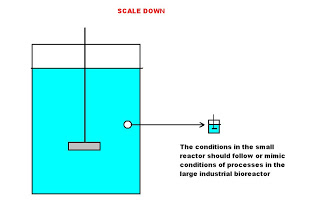 SCALE DOWN
The conditions in the small
reactor should follow or mimic
conditions of processes in the
large industrial bioreactor